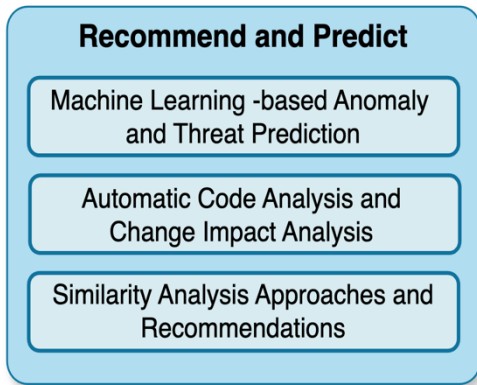 Recommend and Predict
Machine Learning -based Anomaly
and Threat Prediction
Automatic Code Analysis and
Change Impact Analysis
Similarity Analysis Approaches and
Recommendations